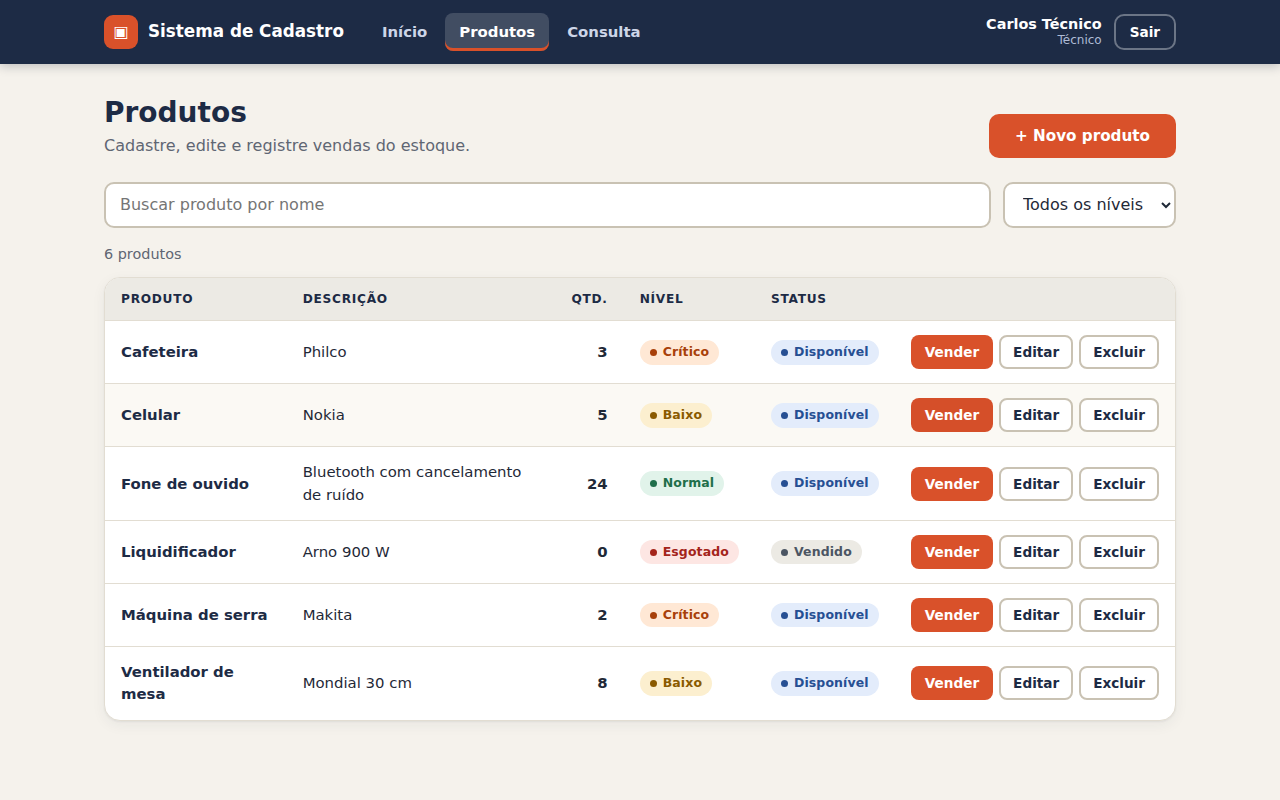 Sistema de Cadastro Início Produtos Consulta Carlos Técnico Sair
Técnico
Produtos
Cadastre, edite e registre vendas do estoque.
+ Novo produto
Buscar produto por nome Todos os níveis
6 produtos
PRODUTO DESCRIÇÃO QTD. NÍVEL STATUS
Cafeteira Philco 3 Crítico Disponível Vender Editar Excluir
Celular Nokia 5 Baixo Disponível Vender Editar Excluir
Fone de ouvido Bluetooth com cancelamento 24 Normal Disponível Vender Editar Excluir
de ruído
Liquidificador Arno 900 W 0 Esgotado Vendido Vender Editar Excluir
Máquina de serra Makita 2 Crítico Disponível Vender Editar Excluir
Ventilador de Mondial 30 cm 8 Baixo Disponível Vender Editar Excluir
mesa